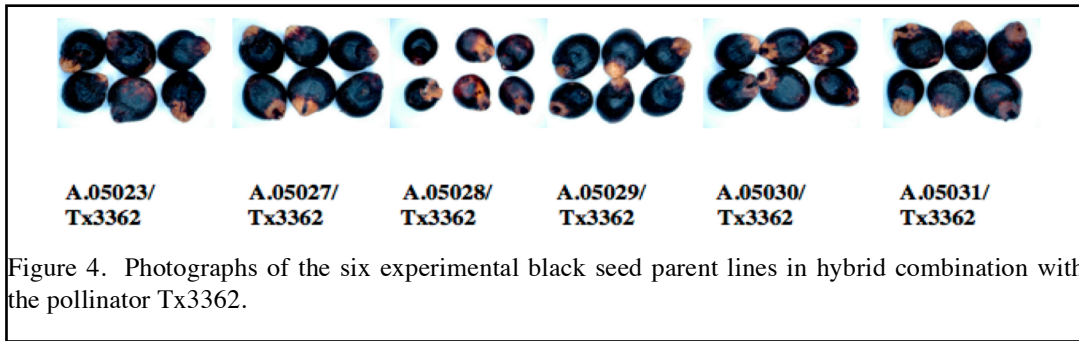 A.05023/ A.05027/ A.05028/ A.05029/ A.05030/ A.05031/
Tx3362 Tx3362 Tx3362 Tx3362 Tx3362 Tx3362
Figure 4. Photographs of the six experimental black seed parent lines in hybrid combination with
the pollinator Tx3362.